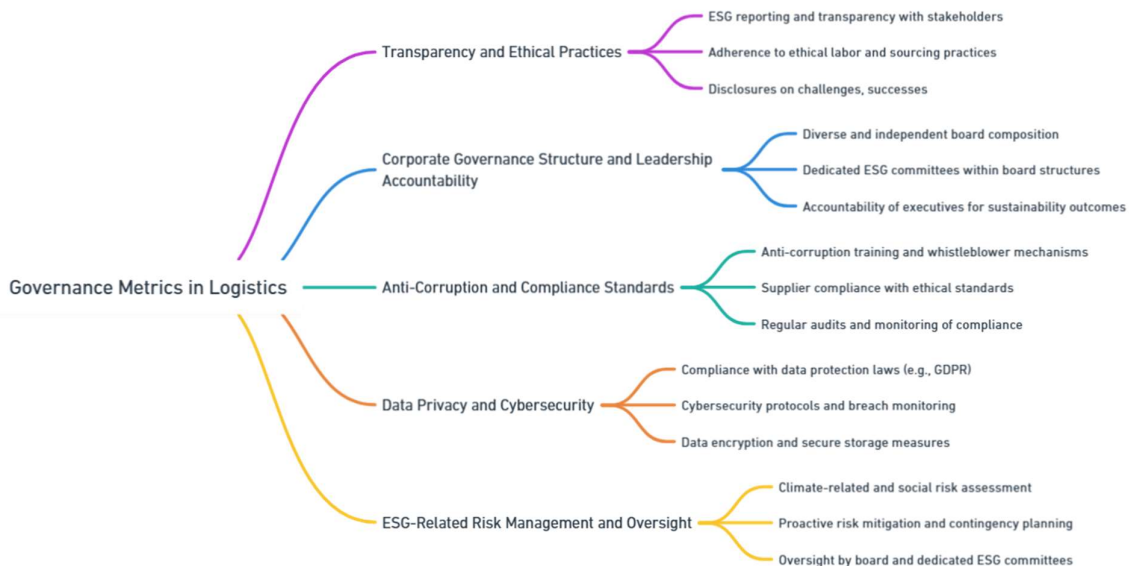 Governance Metrics in Logistics
Transparency and Ethical Practices
ESG reporting and transparency with stakeholders
Adherence to ethical labor and sourcing practices
Disclosures on challenges, successes
Corporate Governance Structure and Leadership
Accountability
Diverse and independent board composition
Dedicated ESG committees within board structures
Accountability of executives for sustainability outcomes
Anti-Corruption and Compliance Standards
Anti-corruption training and whistleblower mechanisms
Supplier compliance with ethical standards
Regular audits and monitoring of compliance
Data Privacy and Cybersecurity
Compliance with data protection laws (e.g., GDPR)
Cybersecurity protocols and breach monitoring
Data encryption and secure storage measures
ESG-Related Risk Management and Oversight
Climate-related and social risk assessment
Proactive risk mitigation and contingency planning
Oversight by board and dedicated ESG committees